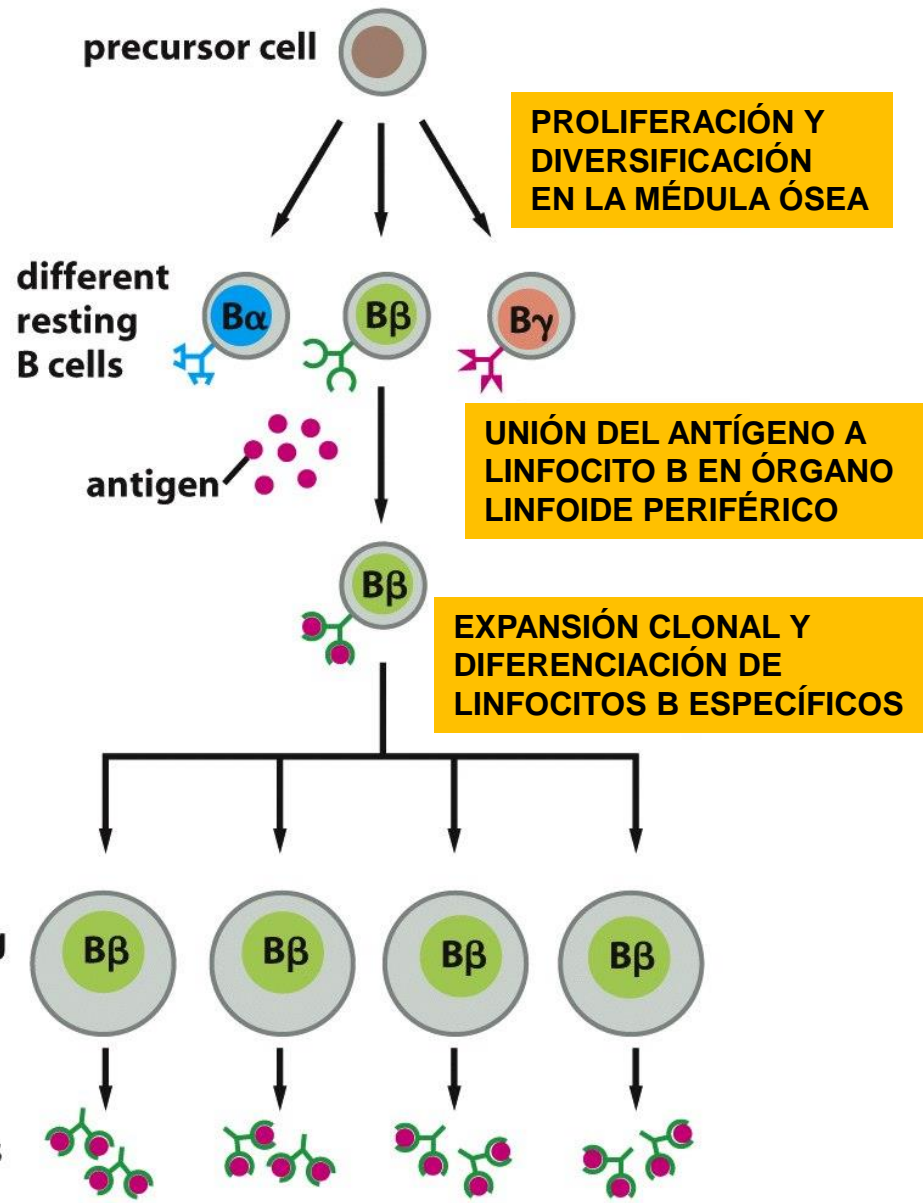 precursor cell
PROLIFERACIÓN Y
DIVERSIFICACIÓN
EN LA MÉDULA ÓSEA
different
resting
B cells
Bα
Bβ
Bγ
antigen
UNIÓN DEL ANTÍGENO A
LINFOCITO B EN ÓRGANO
LINFOIDE PERIFÉRICO
Bβ
EXPANSIÓN CLONAL Y
DIFERENCIACIÓN DE
LINFOCITOS B ESPECÍFICOS
Bβ
Bβ
Bβ
Bβ